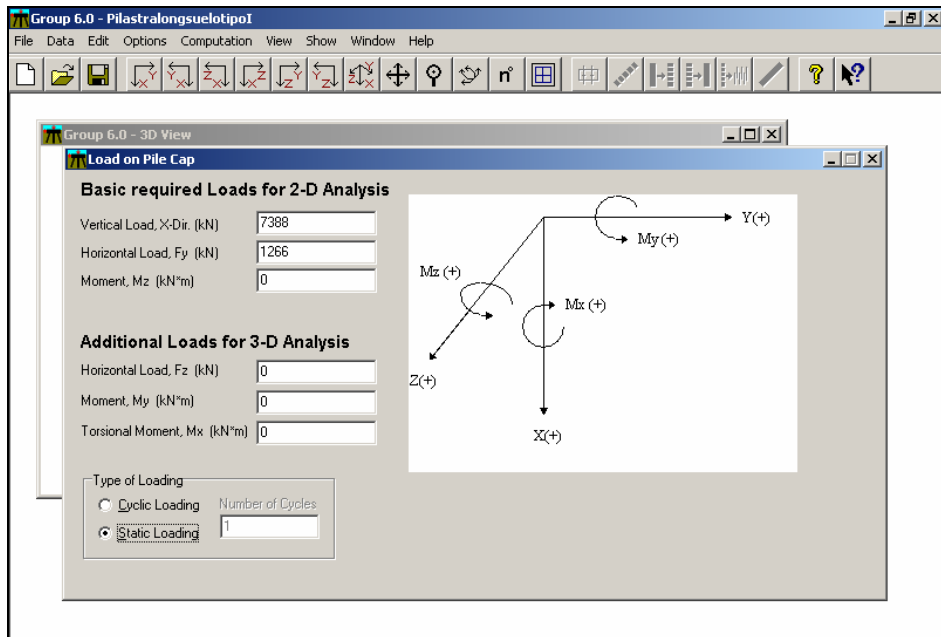 Group 6.0 - PilastralongsuelotipoI
File Data Edit Options Computation View Show Window Help
Y X Y X Z X X Z Z Y Y Z Z Y X n° ? ?
Group 6.0 - 3D View
Load on Pile Cap
Basic required Loads for 2-D Analysis
Vertical Load, X-Dir. (kN) 7388
Horizontal Load, Fy (kN) 1266
Moment, Mz (kN*m) 0
Additional Loads for 3-D Analysis
Horizontal Load, Fz (kN) 0
Moment, My (kN*m) 0
Torsional Moment, Mx (kN*m) 0
Type of Loading
Cyclic Loading Number of Cycles
Static Loading 1
Y(+)
My (+)
Mz (+)
Mx (+)
Z(+)
X(+)